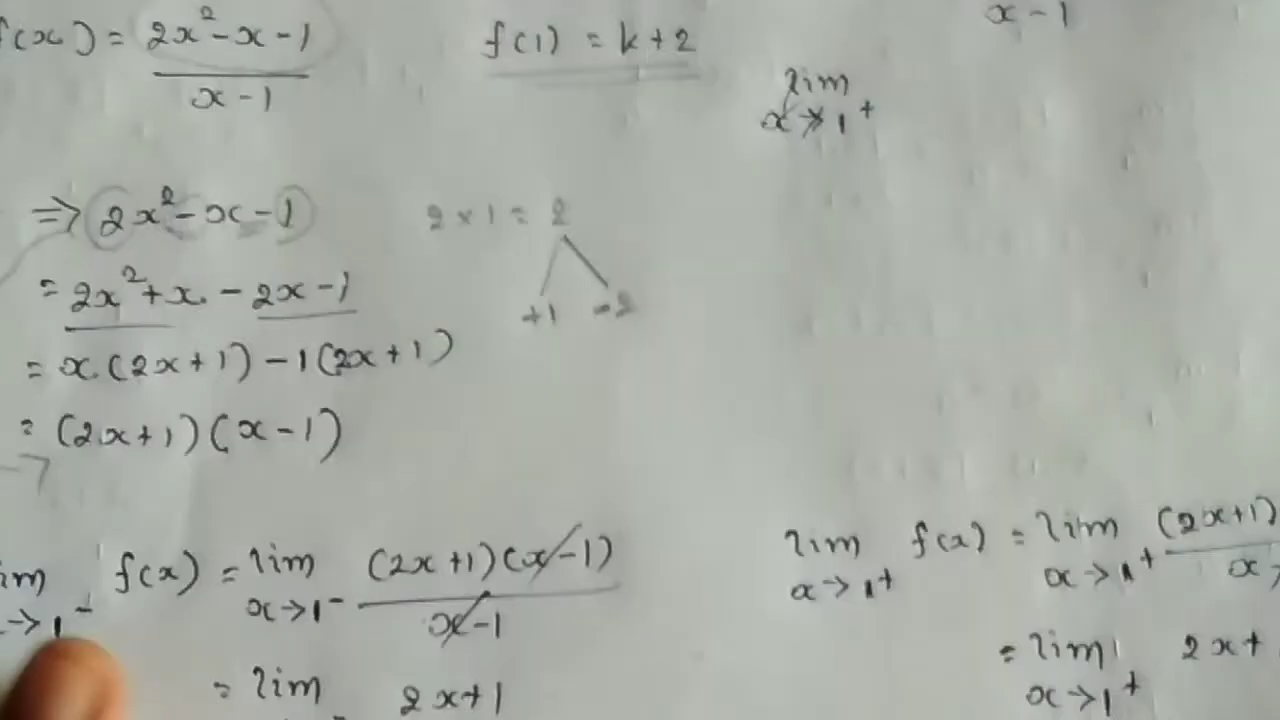 f(x) = 2x² - x - 1
x - 1
f(1) = k + 2
x - 1
lim
x → 1⁺
⇒ 2x² - x - 1
= 2x² + x - 2x - 1
= x (2x + 1) - 1 (2x + 1)
= (2x + 1) (x - 1)
2 × 1 = 2
+1 -2
lim f(x) = lim (2x + 1) (x - 1)
x → 1⁻ x → 1⁻ x - 1
= lim 2x + 1
lim f(x) = lim (2x + 1)
x → 1⁺ x → 1⁺ x
= lim 2x +
x → 1⁺